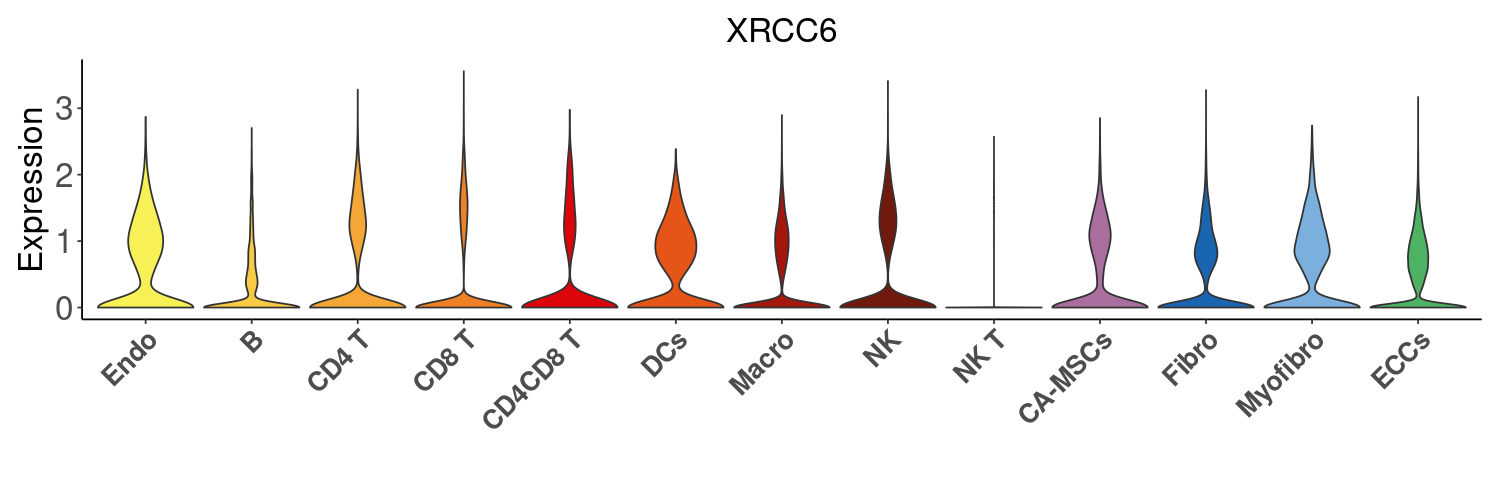 XRCC6
Expression
3
2
1
0
Endo
B
CD4 T
CD8 T
CD4CD8 T
DCs
Macro
NK
NK T
CA-MSCs
Fibro
Myofibro
ECCs